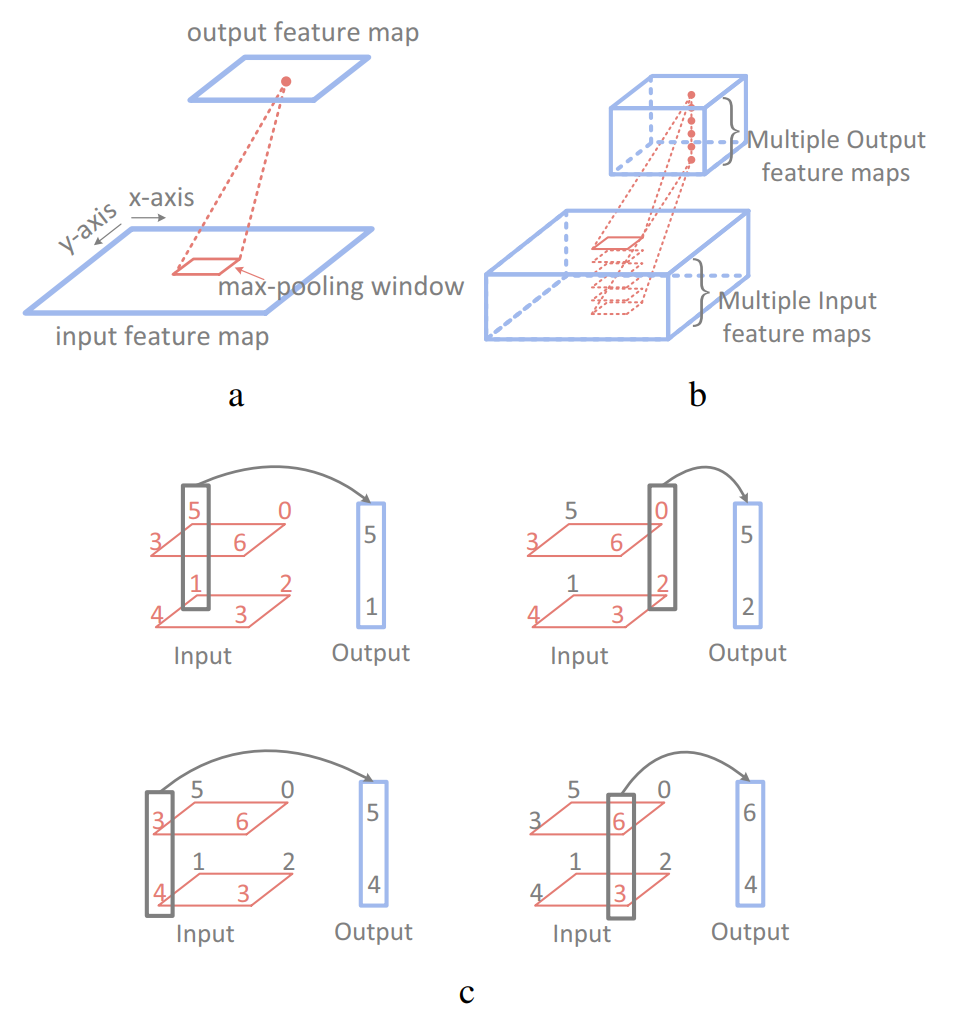 output feature map
x-axis
y-axis
max-pooling window
input feature map
a
Multiple Output
feature maps
Multiple Input
feature maps
b
5 0
3 6
1 2
4 3
Input
5
1
Output
5 0
3 6
1 2
4 3
Input
5
2
Output
5 0
3 6
1 2
4 3
Input
5
4
Output
5 0
3 6
1 2
4 3
Input
6
4
Output
c